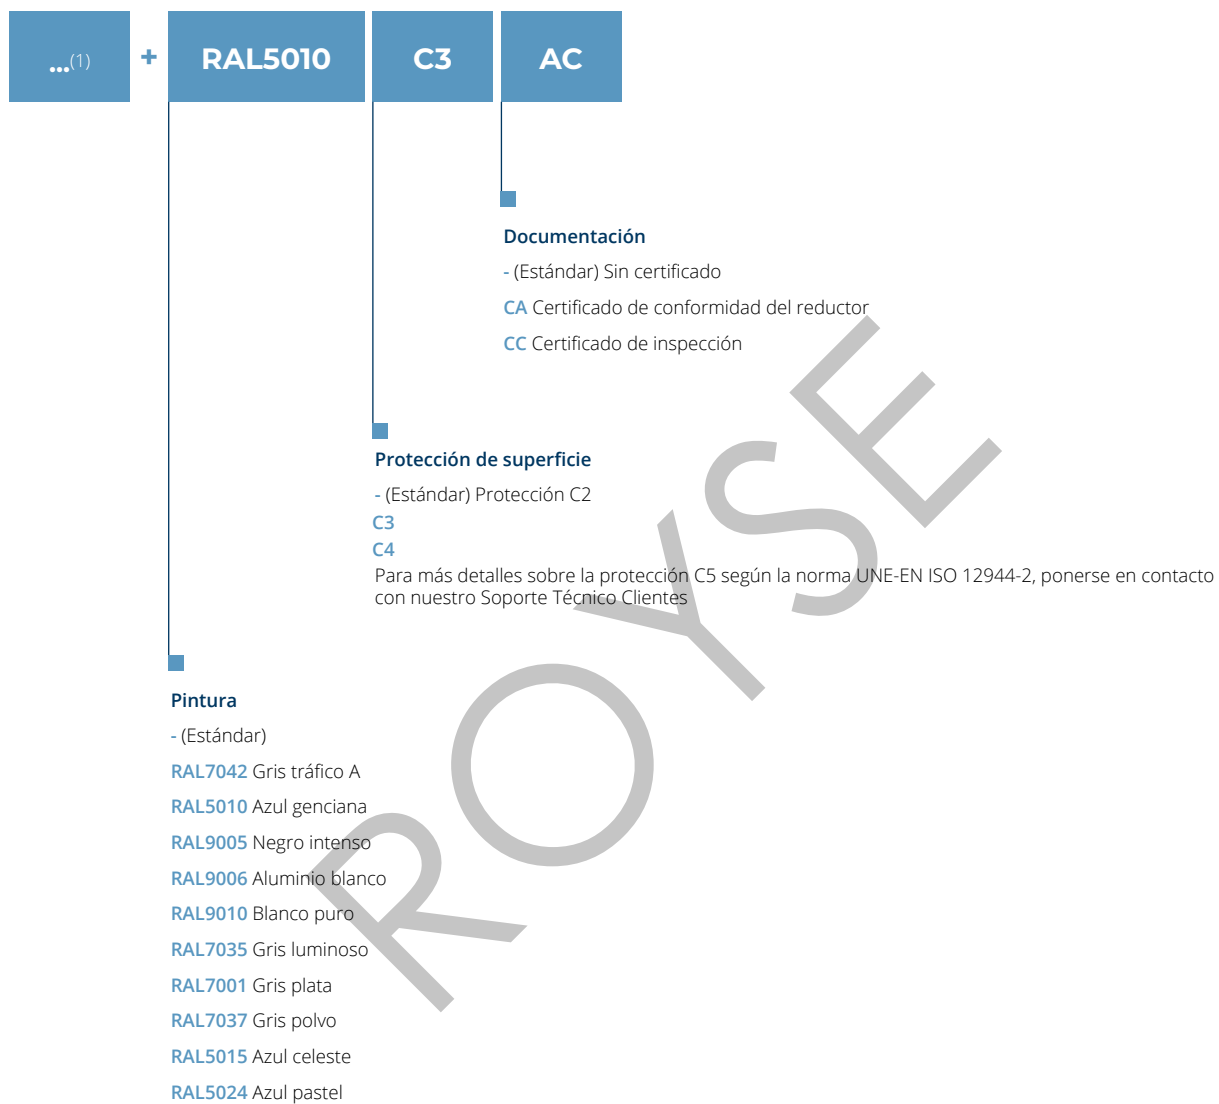 ...(1) + RAL5010 C3 AC
Documentación
- (Estándar) Sin certificado
CA Certificado de conformidad del reductor
CC Certificado de inspección
Protección de superficie
- (Estándar) Protección C2
C3
C4
Para más detalles sobre la protección C5 según la norma UNE-EN ISO 12944-2, ponerse en contacto
con nuestro Soporte Técnico Clientes
Pintura
- (Estándar)
RAL7042 Gris tráfico A
RAL5010 Azul genciana
RAL9005 Negro intenso
RAL9006 Aluminio blanco
RAL9010 Blanco puro
RAL7035 Gris luminoso
RAL7001 Gris plata
RAL7037 Gris polvo
RAL5015 Azul celeste
RAL5024 Azul pastel
ROYSE